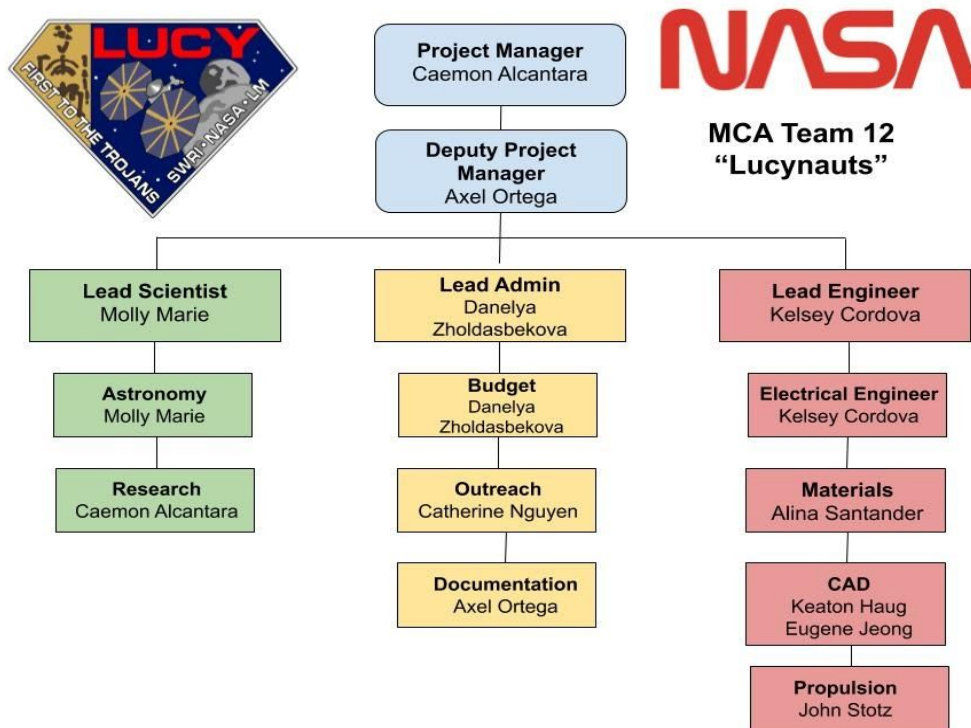 LUCY
FIRST TO THE TROJANS
SWRI • NASA • LM
Project Manager
Caemon Alcantara
NASA
MCA Team 12
“Lucynauts”
Deputy Project
Manager
Axel Ortega
Lead Scientist
Molly Marie
Lead Admin
Danelya
Zholdasbekova
Lead Engineer
Kelsey Cordova
Astronomy
Molly Marie
Budget
Danelya
Zholdasbekova
Electrical Engineer
Kelsey Cordova
Research
Caemon Alcantara
Outreach
Catherine Nguyen
Materials
Alina Santander
Documentation
Axel Ortega
CAD
Keaton Haug
Eugene Jeong
Propulsion
John Stotz